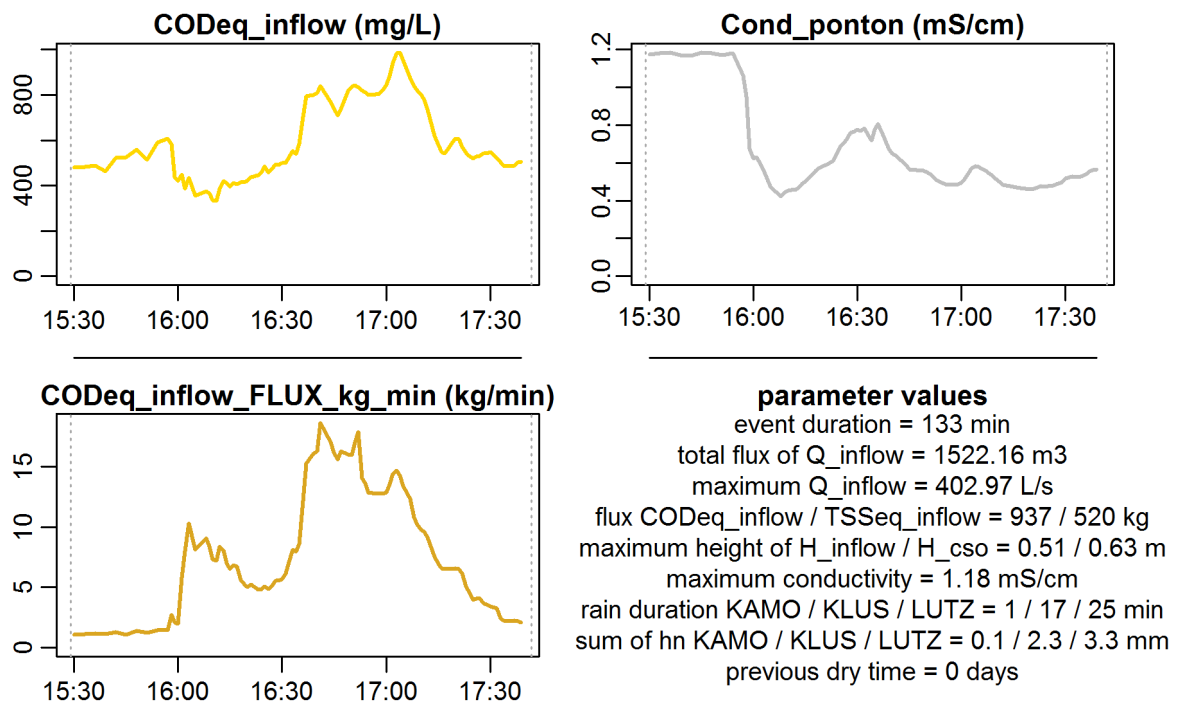 CODeq_inflow (mg/L)
0
400
800
15:30 16:00 16:30 17:00 17:30
Cond_ponton (mS/cm)
0.0
0.4
0.8
1.2
15:30 16:00 16:30 17:00 17:30
CODeq_inflow_FLUX_kg_min (kg/min)
0
5
10
15
15:30 16:00 16:30 17:00 17:30
parameter values
event duration = 133 min
total flux of Q_inflow = 1522.16 m3
maximum Q_inflow = 402.97 L/s
flux CODeq_inflow / TSSeq_inflow = 937 / 520 kg
maximum height of H_inflow / H_cso = 0.51 / 0.63 m
maximum conductivity = 1.18 mS/cm
rain duration KAMO / KLUS / LUTZ = 1 / 17 / 25 min
sum of hn KAMO / KLUS / LUTZ = 0.1 / 2.3 / 3.3 mm
previous dry time = 0 days